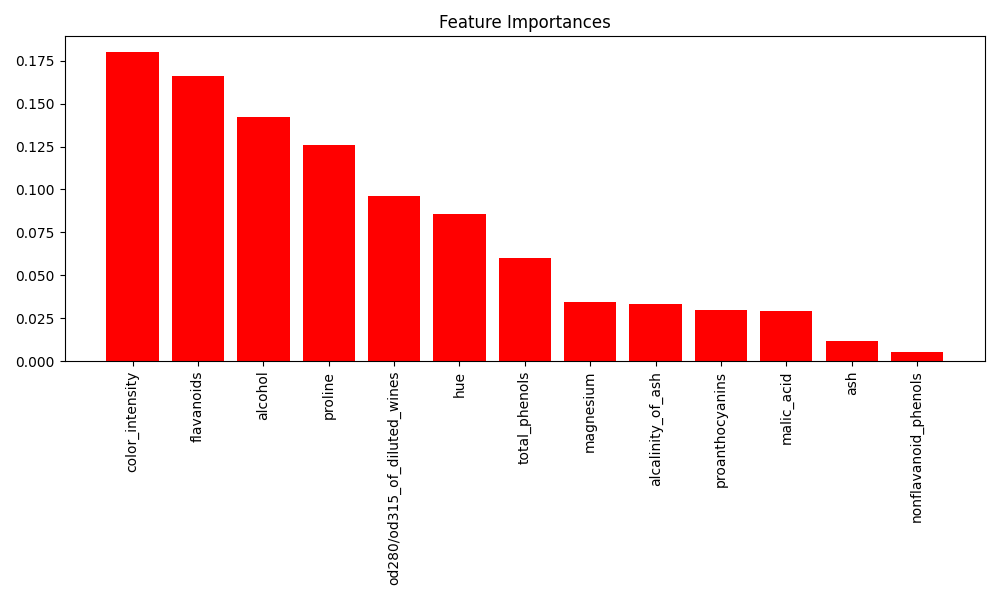 Feature Importances
0.175
0.150
0.125
0.100
0.075
0.050
0.025
0.000
color_intensity
flavanoids
alcohol
proline
od280/od315_of_diluted_wines
hue
total_phenols
magnesium
alcalinity_of_ash
proanthocyanins
malic_acid
ash
nonflavanoid_phenols